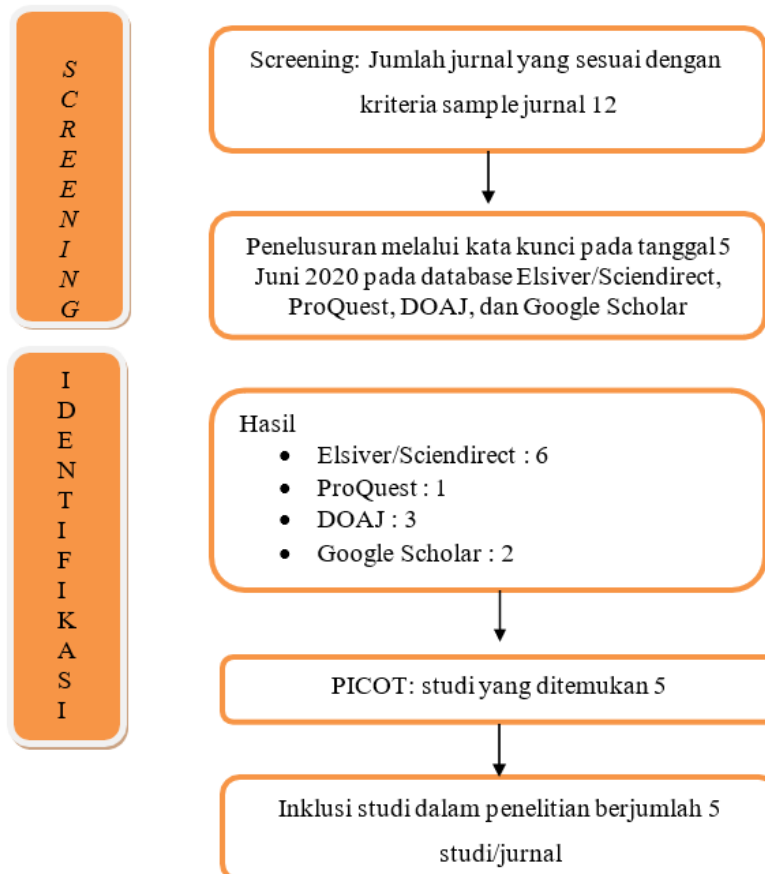 SCREENING
Screening: Jumlah jurnal yang sesuai dengan
kriteria sample jurnal 12
Penelusuran melalui kata kunci pada tanggal 5
Juni 2020 pada database Elsiver/Sciendirect,
ProQuest, DOAJ, dan Google Scholar
IDENTIFIKASI
Hasil
• Elsiver/Sciendirect : 6
• ProQuest : 1
• DOAJ : 3
• Google Scholar : 2
PICOT: studi yang ditemukan 5
Inklusi studi dalam penelitian berjumlah 5
studi/jurnal